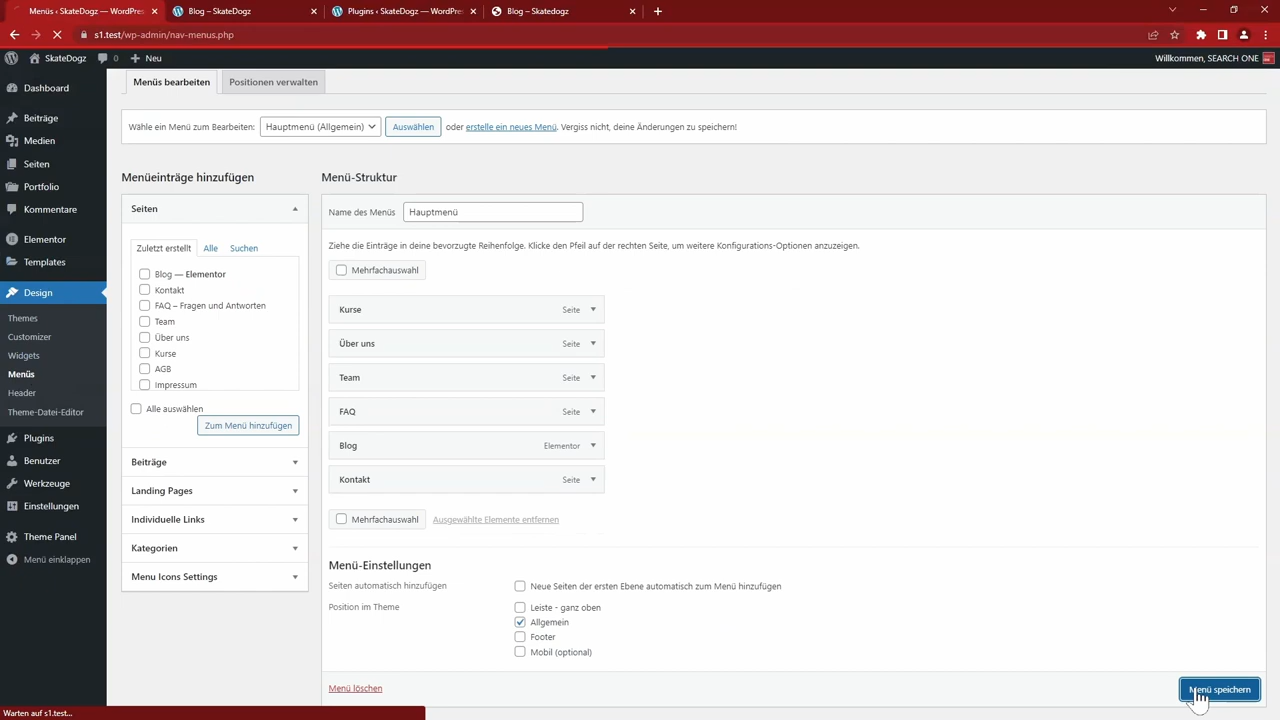 Menüs ‹ SkateDogz — WordPres
Blog – SkateDogz
Plugins ‹ SkateDogz — WordPres
Blog – Skatedogz
s1.test/wp-admin/nav-menus.php
SkateDogz
0
Neu
Willkommen, SEARCH ONE
Dashboard
Beiträge
Medien
Seiten
Portfolio
Kommentare
Elementor
Templates
Design
Themes
Customizer
Widgets
Menüs
Header
Theme-Datei-Editor
Plugins
Benutzer
Werkzeuge
Einstellungen
Theme Panel
Menü einklappen
Menüs bearbeiten
Positionen verwalten
Wähle ein Menü zum Bearbeiten: Hauptmenü (Allgemein) Auswählen oder erstelle ein neues Menü. Vergiss nicht, deine Änderungen zu speichern!
Menüeinträge hinzufügen
Seiten
Zuletzt erstellt Alle Suchen
Blog — Elementor
Kontakt
FAQ – Fragen und Antworten
Team
Über uns
Kurse
AGB
Impressum
Alle auswählen
Zum Menü hinzufügen
Beiträge
Landing Pages
Individuelle Links
Kategorien
Menu Icons Settings
Menü-Struktur
Name des Menüs Hauptmenü
Ziehe die Einträge in deine bevorzugte Reihenfolge. Klicke den Pfeil auf der rechten Seite, um weitere Konfigurations-Optionen anzuzeigen.
Mehrfachauswahl
Kurse Seite
Über uns Seite
Team Seite
FAQ Seite
Blog Elementor
Kontakt Seite
Mehrfachauswahl Ausgewählte Elemente entfernen
Menü-Einstellungen
Seiten automatisch hinzufügen Neue Seiten der ersten Ebene automatisch zum Menü hinzufügen
Position im Theme Leiste - ganz oben
Allgemein
Footer
Mobil (optional)
Menü löschen
Menü speichern
Warten auf s1.test...